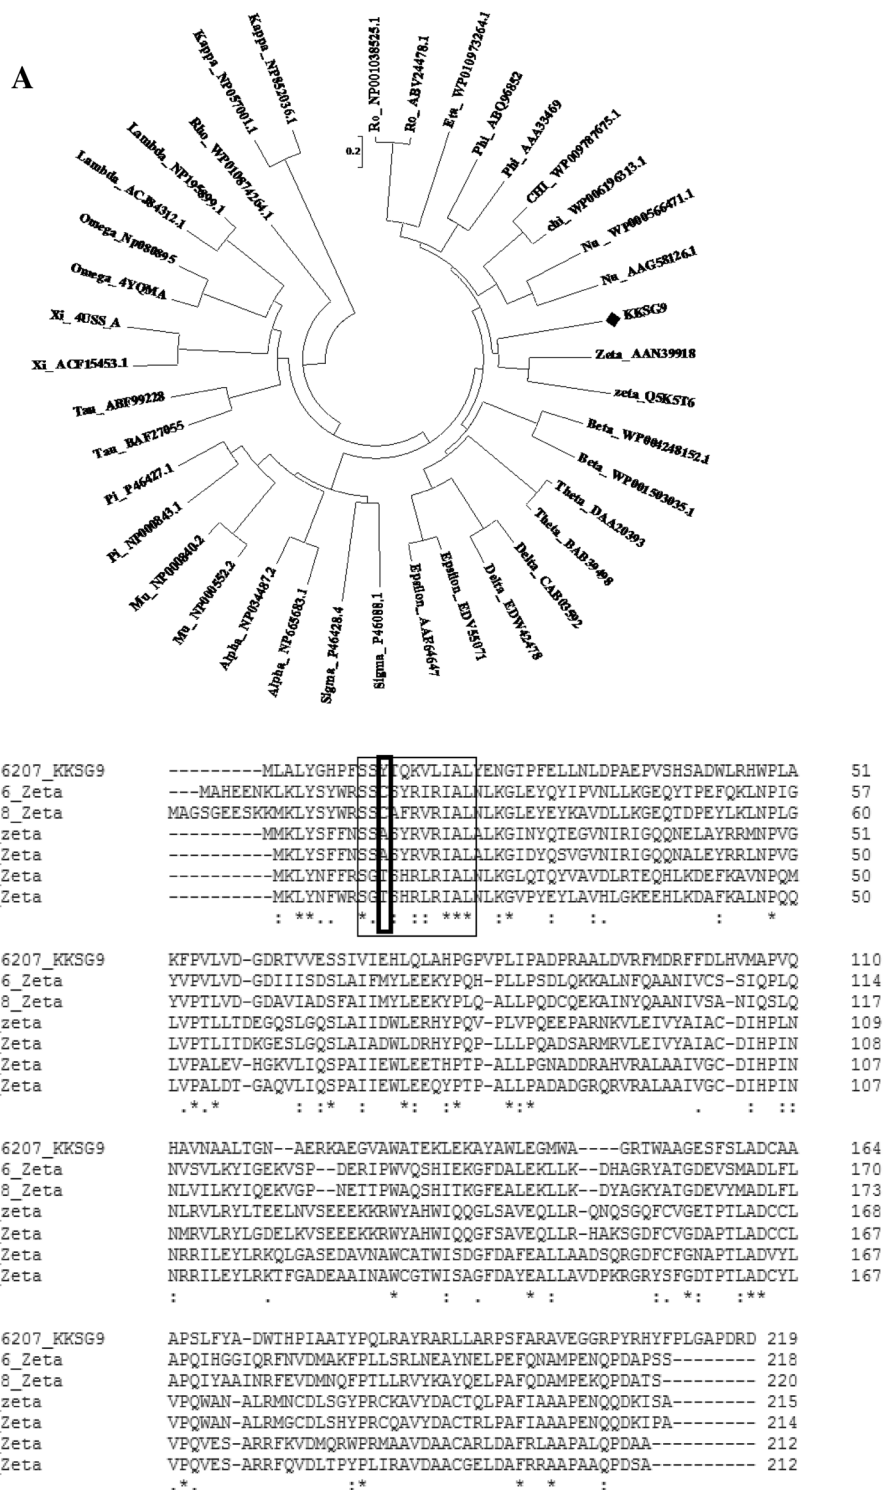 A
Kappa_NP852036.1
Kappa_NP057001.1
Rho_WP010874264.1
Lambda_NP195899.1
Lambda_ACJ84312.1
Omega_Np080895
Omega_4YQMA
Xi_4USS_A
Xi_ACF15453.1
Tau_ABF99228
Tau_BAF27055
Pi_P46427.1
Pi_NP000843.1
Mu_NP000840.2
Mu_NP000552.2
Alpha_NP034487.2
Alpha_NP665683.1
Sigma_P46428.4
Sigma_P46088.1
Epsilon_AAF64647
Epsilon_EDV55071
Delta_EDW42478
Delta_CAB03592
Theta_BAB39498
Theta_DAA20393
Beta_WP001503035.1
Beta_WP004248152.1
zeta_Q5K5T6
Zeta_AAN39918
KKSG9
Nu_AAG58126.1
Nu_WP000566471.1
chi_WP006196313.1
CHI_WP009787675.1
Phi_AAA33469
Phi_ABQ96852
Eta_WP010973264.1
Ro_ABV24478.1
Ro_NP001038525.1
0.2
6207_KKSG9 ---------MLALYGHPFSSYTQKVLIALYENGTPFELLNLDPAEPVSHSADWLRHWPLA 51
6_Zeta ---MAHEENKLKLYSYWRSSCSYRIRIALNLKGLEYQYIPVNLLKGEQYTPEFQKLNPIG 57
8_Zeta MAGSGEESKKMKLYSYWRSSCAFRVRIALNLKGLEYEYKAVDLLKGEQTDPEYLKLNPLG 60
zeta ---------MMKLYSFFNSSASYRVRIALALKGINYQTEGVNIRIGQQNELAYRRMNPVG 51
Zeta ----------MKLYSFFNSSASYRVRIALALKGIDYQSVGVNIRIGQQNALEYRRLNPVG 50
Zeta ----------MKLYNFFRSGTSHRLRIALNLKGLQTQYVAVDLRTEQHLKDEFKAVNPQM 50
Zeta ----------MKLYNFWRSGTSHRLRIALNLKGVPYEYLAVHLGKEEHLKDAFKALNPQQ 50
: **.. *. : :: *** :* : :. : *
6207_KKSG9 KFPVLVD-GDRTVVESSIVIEHLQLAHPGPVPLIPADPRAALDVRFMDRFFDLHVMAPVQ 110
6_Zeta YVPVLVD-GDIIISDSLAIFMYLEEKYPQH-PLLPSDLQKKALNFQAANIVCS-SIQPLQ 114
8_Zeta YVPTLVD-GDAVIADSFAIIMYLEEKYPLQ-ALLPQDCQEKAINYQAANIVSA-NIQSLQ 117
zeta LVPTLLTDEGQSLGQSLAIIDWLERHYPQV-PLVPQEEPARNKVLEIVYAIAC-DIHPLN 109
Zeta LVPTLITDKGESLGQSLAIADWLDRHYPQP-LLLPQADSARMRVLEIVYAIAC-DIHPLN 108
Zeta LVPALEV-HGKVLIQSPAIIEWLEETHPTP-ALLPGNADDRAHVRALAAIVGC-DIHPIN 107
Zeta LVPALDT-GAQVLIQSPAIIEWLEEQYPTP-ALLPADADGRQRVRALAAIVGC-DIHPIN 107
.*.* : :* : *: :* *:* . : ::
6207_KKSG9 HAVNAALTGN--AERKAEGVAWATEKLEKAYAWLEGMWA----GRTWAAGESFSLADCAA 164
6_Zeta NVSVLKYIGEKVSP--DERIPWVQSHIEKGFDALEKLLK--DHAGRYATGDEVSMADLFL 170
8_Zeta NLVILKYIQEKVGP--NETTPWAQSHITKGFEALEKLLK--DYAGKYATGDEVYMADLFL 173
zeta NLRVLRYLTEELNVSEEEKKRWYAHWIQQGLSAVEQLLR-QNQSGQFCVGETPTLADCCL 168
Zeta NMRVLRYLGDELKVSEEEKKRWYAHWIQQGFSAVEQLLR-HAKSGDFCVGDAPTLADCCL 167
Zeta NRRILEYLRKQLGASEDAVNAWCATWISDGFDAFEALLAADSQRGDFCFGNAPTLADVYL 167
Zeta NRRILEYLRKTFGADEAAINAWCGTWISAGFDAYEALLAVDPKRGRYSFGDTPTLADCYL 167
: . * : . * : :. *: :**
6207_KKSG9 APSLFYA-DWTHPIAATYPQLRAYRARLLARPSFARAVEGGRPYRHYFPLGAPDRD 219
6_Zeta APQIHGGIQRFNVDMAKFPLLSRLNEAYNELPEFQNAMPENQPDAPSS-------- 218
8_Zeta APQIYAAINRFEVDMNQFPTLLRVYKAYQELPAFQDAMPEKQPDATS--------- 220
zeta VPQWAN-ALRMNCDLSGYPRCKAVYDACTQLPAFIAAAPENQQDKISA-------- 215
Zeta VPQWAN-ALRMGCDLSHYPRCQAVYDACTRLPAFIAAAPENQQDKIPA-------- 214
Zeta VPQVES-ARRFKVDMQRWPRMAAVDAACARLDAFRLAAPALQPDAA---------- 212
Zeta VPQVES-ARRFQVDLTPYPLIRAVDAACGELDAFRRAAPAAQPDSA---------- 212
.*. :* * * :